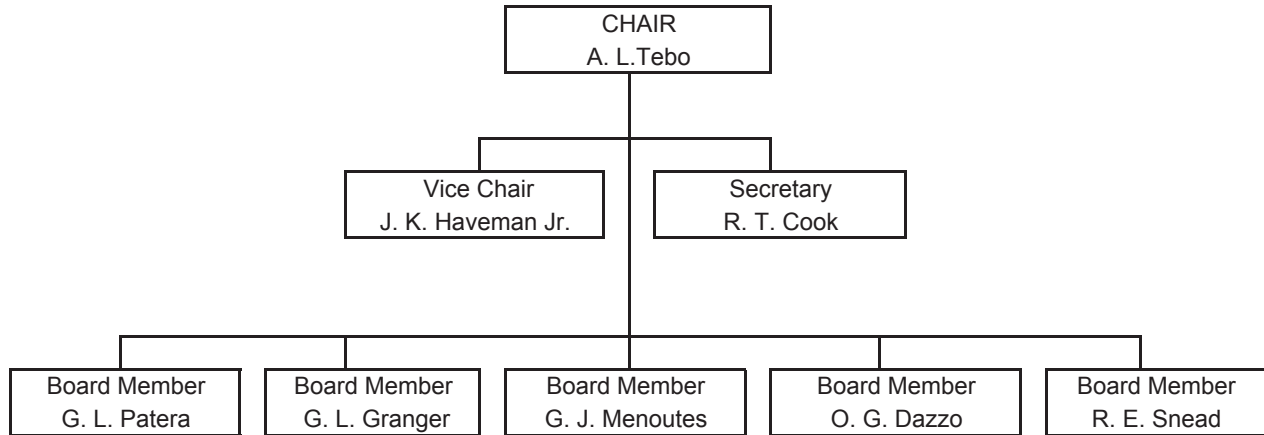 CHAIR
A. L.Tebo
Vice Chair
J. K. Haveman Jr.
Secretary
R. T. Cook
Board Member
G. L. Patera
Board Member
G. L. Granger
Board Member
G. J. Menoutes
Board Member
O. G. Dazzo
Board Member
R. E. Snead